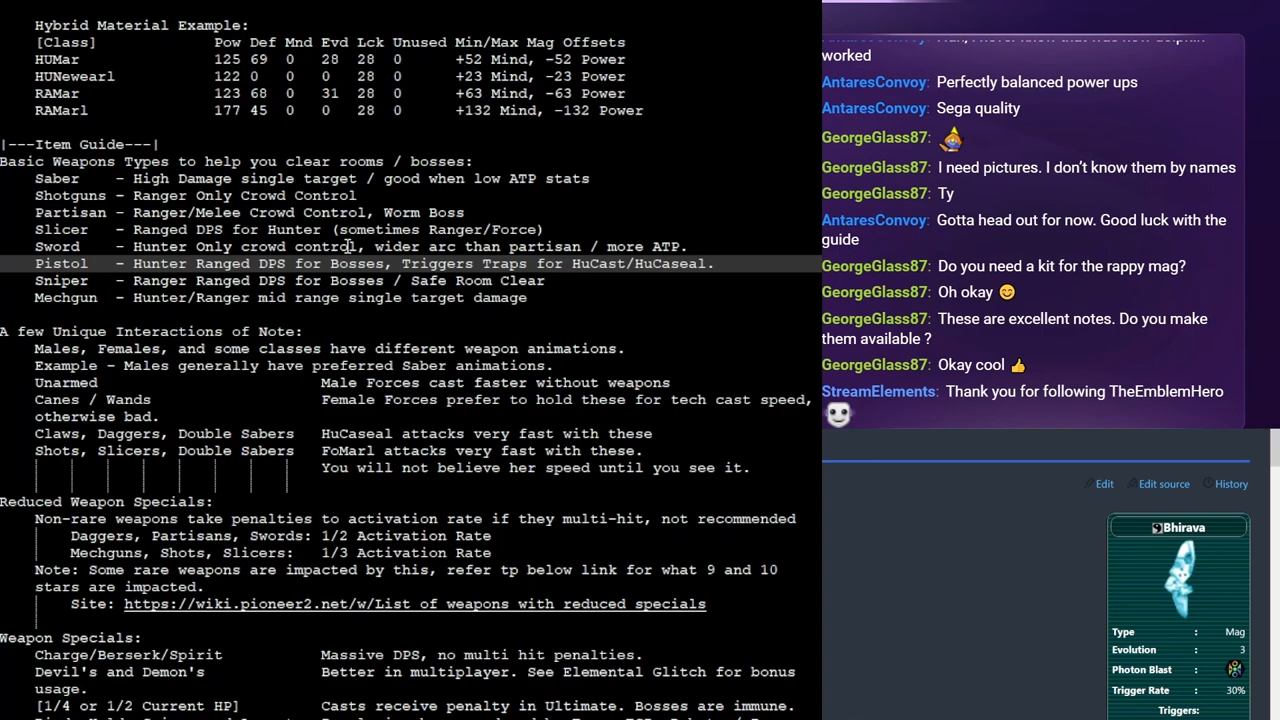 Hybrid Material Example:
[Class] Pow Def Mnd Evd Lck Unused Min/Max Mag Offsets
HUMar 125 69 0 28 28 0 +52 Mind, -52 Power
HUNewearl 122 0 0 0 28 0 +23 Mind, -23 Power
RAMar 123 68 0 31 28 0 +63 Mind, -63 Power
RAMarl 177 45 0 0 28 0 +132 Mind, -132 Power
|---Item Guide---|
Basic Weapons Types to help you clear rooms / bosses:
Saber - High Damage single target / good when low ATP stats
Shotguns - Ranger Only Crowd Control
Partisan - Ranger/Melee Crowd Control, Worm Boss
Slicer - Ranged DPS for Hunter (sometimes Ranger/Force)
Sword - Hunter Only crowd control, wider arc than partisan / more ATP.
Pistol - Hunter Ranged DPS for Bosses, Triggers Traps for HuCast/HuCaseal.
Sniper - Ranger Ranged DPS for Bosses / Safe Room Clear
Mechgun - Hunter/Ranger mid range single target damage
A few Unique Interactions of Note:
Males, Females, and some classes have different weapon animations.
Example - Males generally have preferred Saber animations.
Unarmed Male Forces cast faster without weapons
Canes / Wands Female Forces prefer to hold these for tech cast speed,
otherwise bad.
Claws, Daggers, Double Sabers HuCaseal attacks very fast with these
Shots, Slicers, Double Sabers FoMarl attacks very fast with these.
You will not believe her speed until you see it.
Reduced Weapon Specials:
Non-rare weapons take penalties to activation rate if they multi-hit, not recommended
Daggers, Partisans, Swords: 1/2 Activation Rate
Mechguns, Shots, Slicers: 1/3 Activation Rate
Note: Some rare weapons are impacted by this, refer tp below link for what 9 and 10
stars are impacted.
Site: https://wiki.pioneer2.net/w/List of weapons with reduced specials
Weapon Specials:
Charge/Berserk/Spirit Massive DPS, no multi hit penalties.
Devil's and Demon's Better in multiplayer. See Elemental Glitch for bonus
usage.
[1/4 or 1/2 Current HP] Casts receive penalty in Ultimate. Bosses are immune.
worked
AntaresConvoy: Perfectly balanced power ups
AntaresConvoy: Sega quality
GeorgeGlass87:
GeorgeGlass87: I need pictures. I don't know them by names
GeorgeGlass87: Ty
AntaresConvoy: Gotta head out for now. Good luck with the
guide
GeorgeGlass87: Do you need a kit for the rappy mag?
GeorgeGlass87: Oh okay 😊
GeorgeGlass87: These are excellent notes. Do you make
them available ?
GeorgeGlass87: Okay cool 👍
StreamElements: Thank you for following TheEmblemHero
Edit Edit source History
Bhirava
Type : Mag
Evolution : 3
Photon Blast :
Trigger Rate : 30%
Triggers: